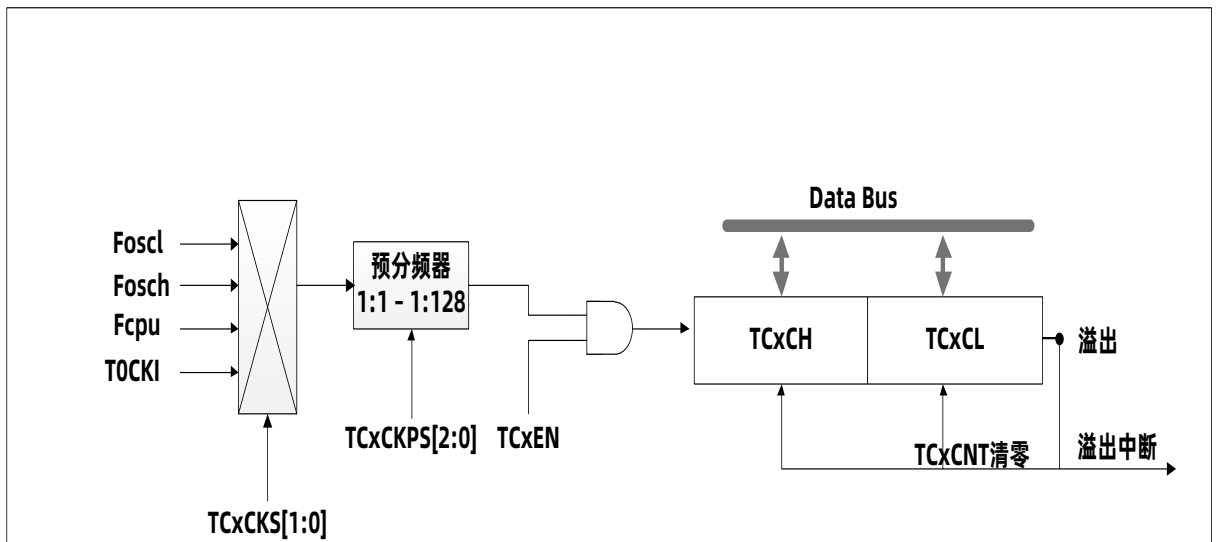 Data Bus
Foscl
Fosch
Fcpu
T0CKI
预分频器
1:1 – 1:128
TCxCH
TCxCL
溢出
TCxCKPS[2:0]
TCxEN
TCxCNT清零
溢出中断
TCxCKS[1:0]